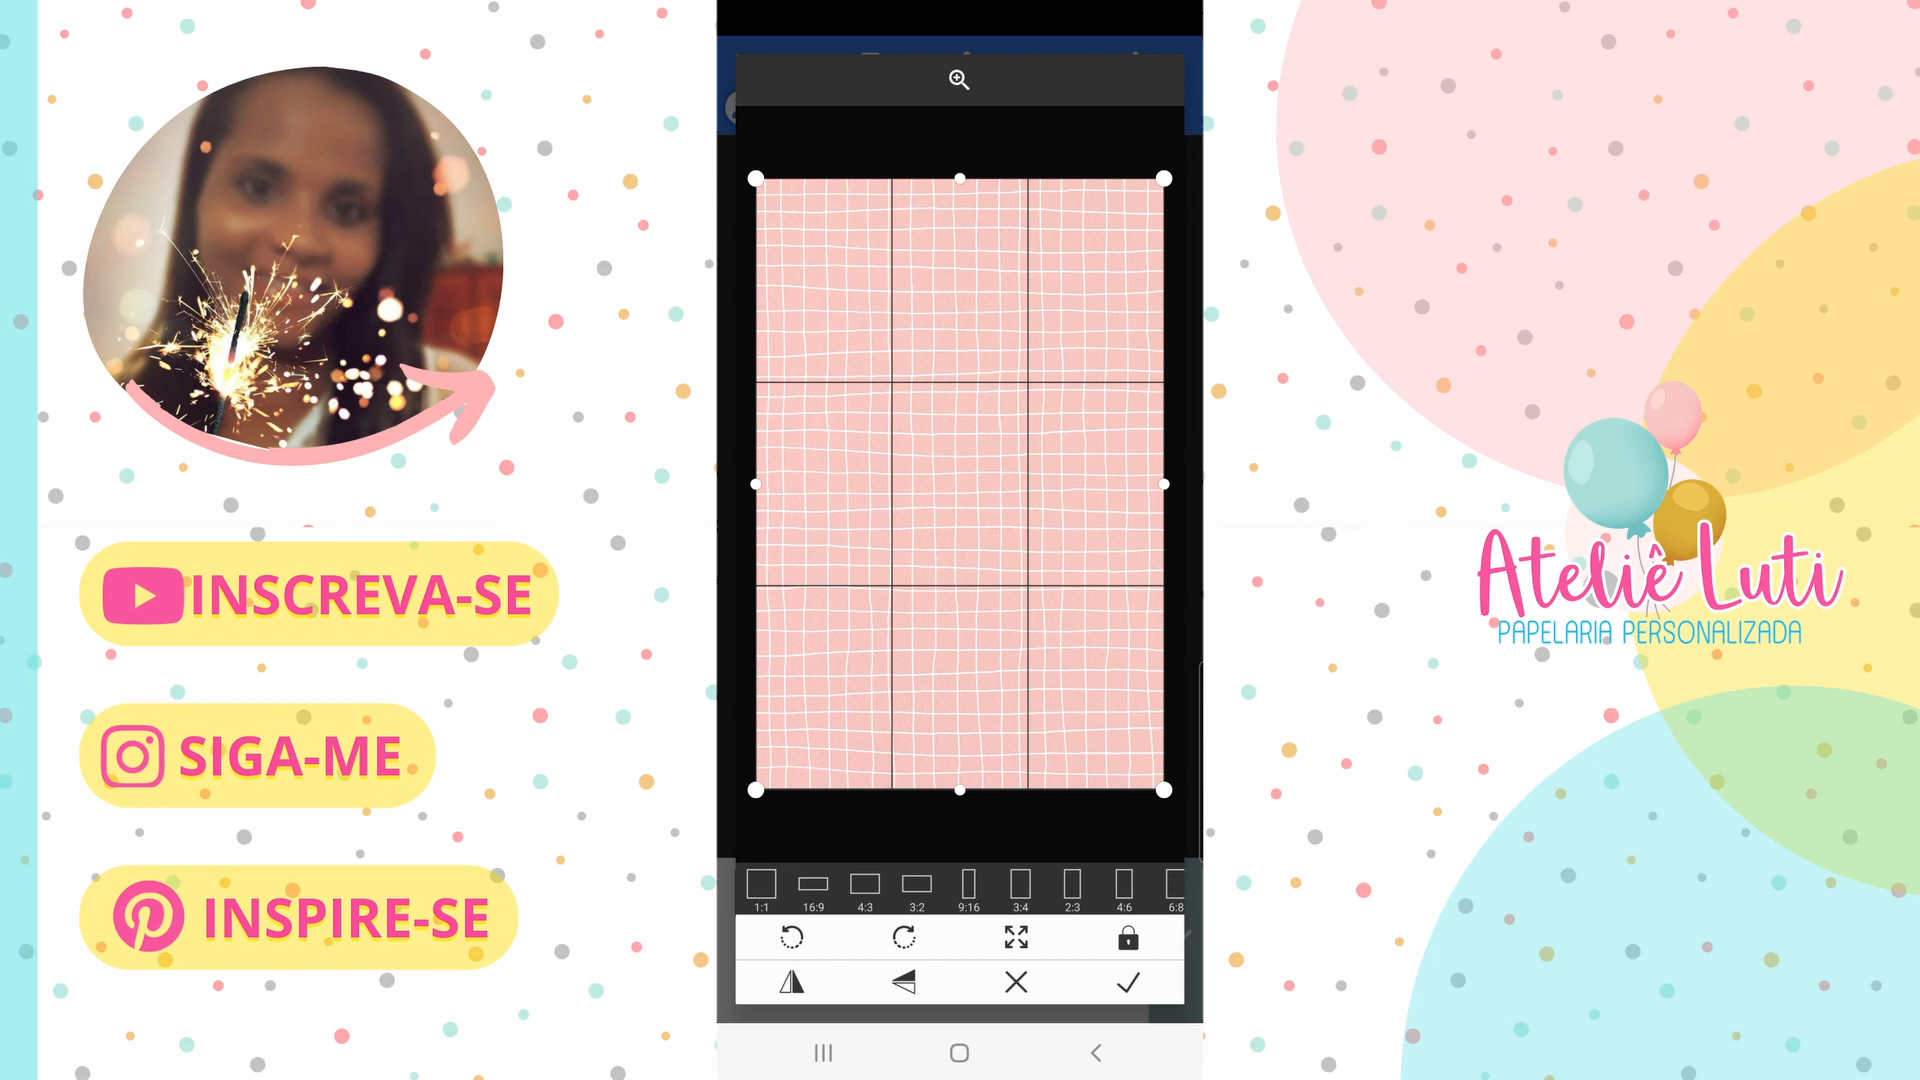 INSCREVA-SE
SIGA-ME
INSPIRE-SE
1:1 16:9 4:3 3:2 9:16 3:4 2:3 4:6 6:8
Ateliê Luti
PAPELARIA PERSONALIZADA